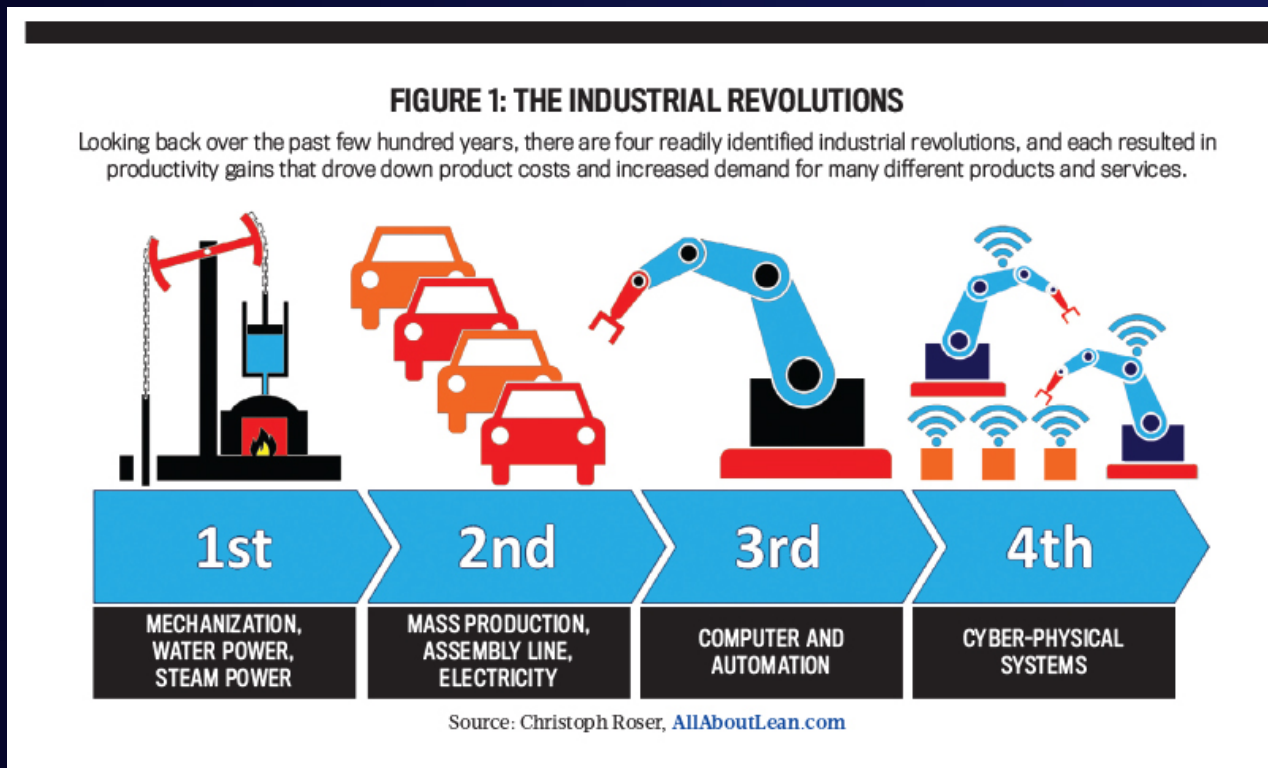 FIGURE 1: THE INDUSTRIAL REVOLUTIONS
Looking back over the past few hundred years, there are four readily identified industrial revolutions, and each resulted in
productivity gains that drove down product costs and increased demand for many different products and services.
1st
2nd
3rd
4th
MECHANIZATION,
WATER POWER,
STEAM POWER
MASS PRODUCTION,
ASSEMBLY LINE,
ELECTRICITY
COMPUTER AND
AUTOMATION
CYBER-PHYSICAL
SYSTEMS
Source: Christoph Roser, AllAboutLean.com